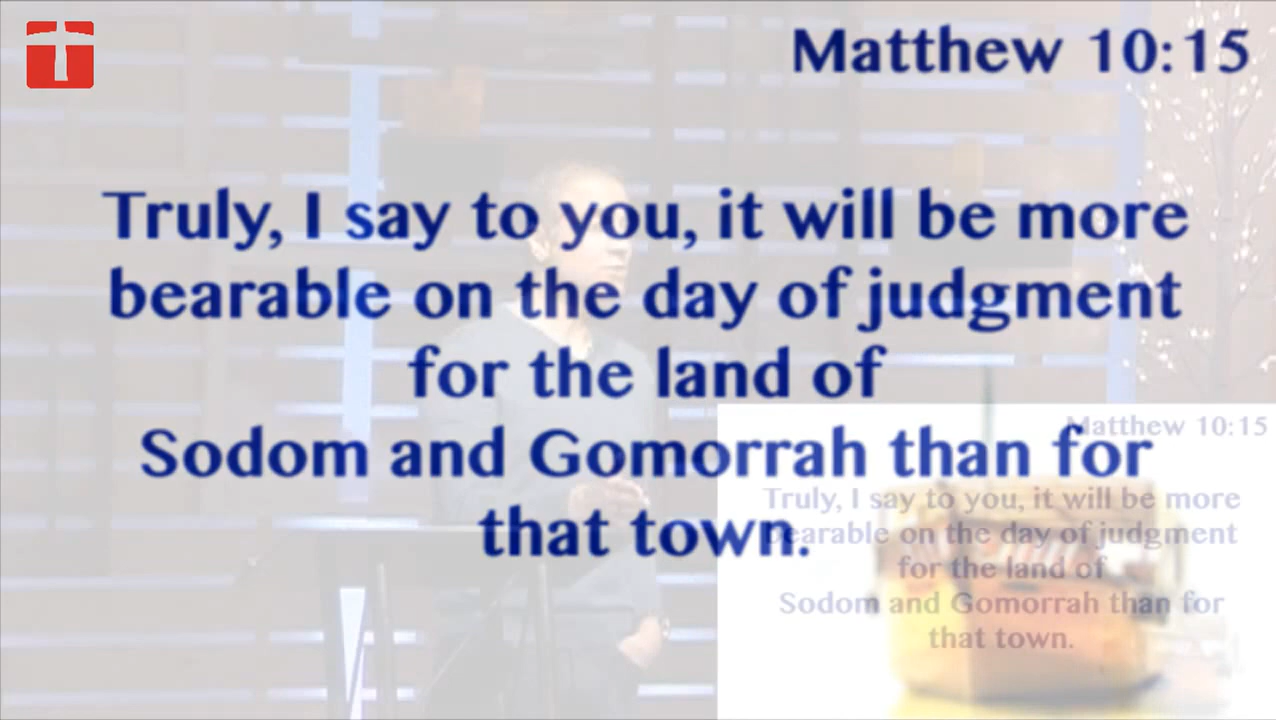 Matthew 10:15
Truly, I say to you, it will be more
bearable on the day of judgment
for the land of
Sodom and Gomorrah than for
that town.
Matthew 10:15
Truly, I say to you, it will be more
bearable on the day of judgment
for the land of
Sodom and Gomorrah than for
that town.